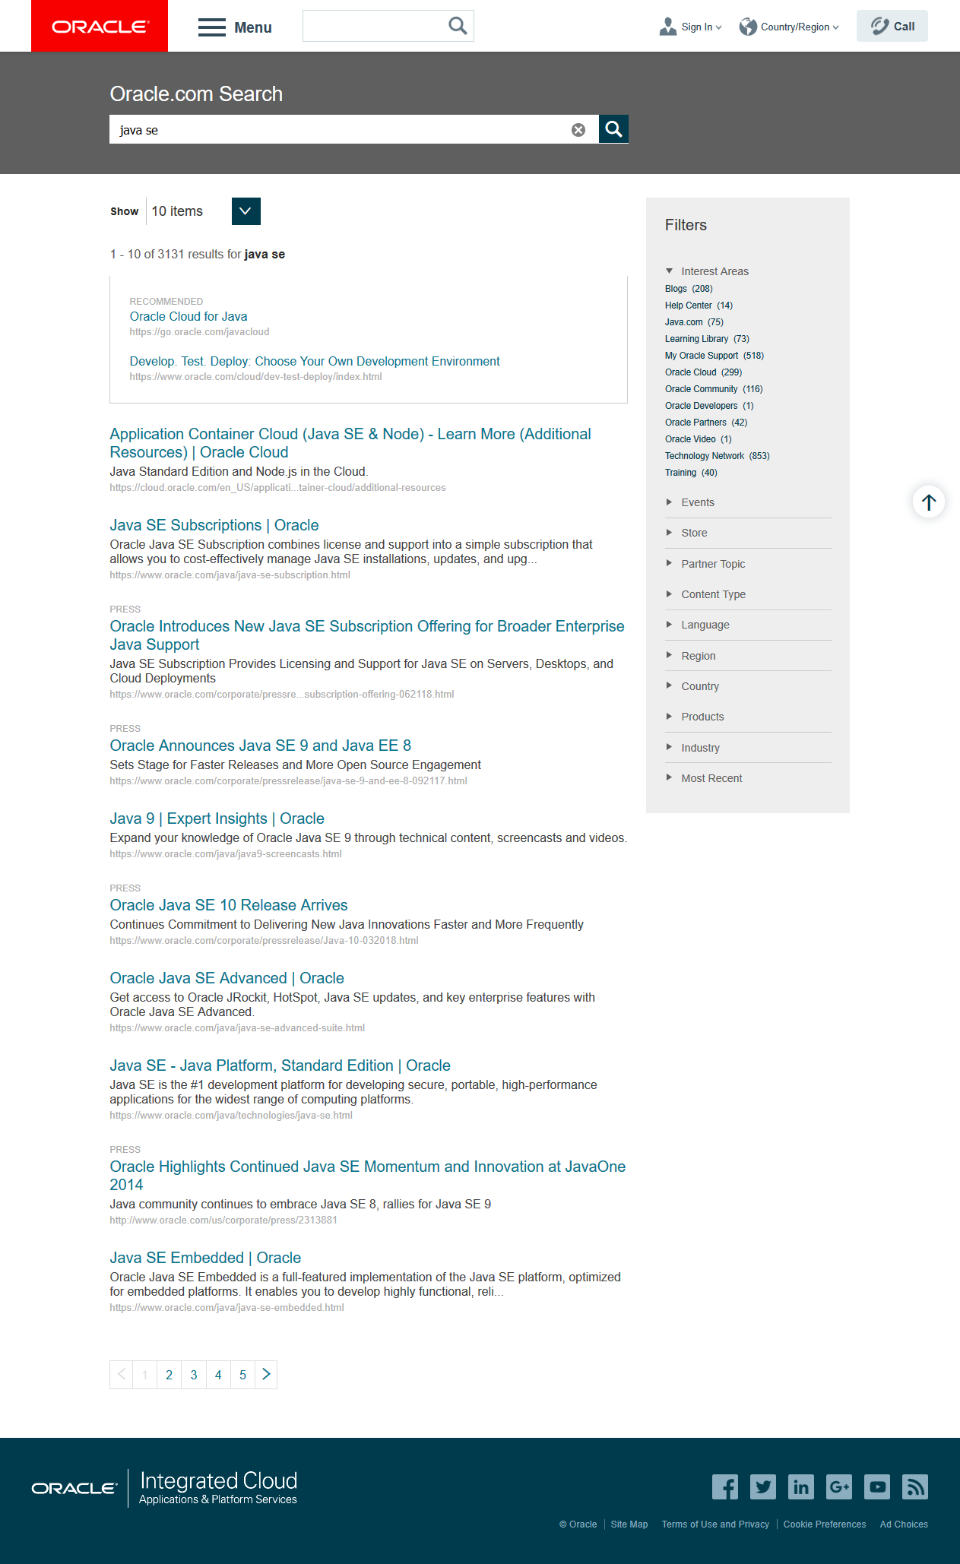 ORACLE
Menu
Sign In
Country/Region
Call
Oracle.com Search
java se
Show
10 items
1 - 10 of 3131 results for java se
RECOMMENDED
Oracle Cloud for Java
https://go.oracle.com/javacloud
Develop. Test. Deploy: Choose Your Own Development Environment
https://www.oracle.com/cloud/dev-test-deploy/index.html
Application Container Cloud (Java SE & Node) - Learn More (Additional
Resources) | Oracle Cloud
Java Standard Edition and Node.js in the Cloud.
https://cloud.oracle.com/en_US/applicati...tainer-cloud/additional-resources
Java SE Subscriptions | Oracle
Oracle Java SE Subscription combines license and support into a simple subscription that
allows you to cost-effectively manage Java SE installations, updates, and upg...
https://www.oracle.com/java/java-se-subscription.html
PRESS
Oracle Introduces New Java SE Subscription Offering for Broader Enterprise
Java Support
Java SE Subscription Provides Licensing and Support for Java SE on Servers, Desktops, and
Cloud Deployments
https://www.oracle.com/corporate/pressre...subscription-offering-062118.html
PRESS
Oracle Announces Java SE 9 and Java EE 8
Sets Stage for Faster Releases and More Open Source Engagement
https://www.oracle.com/corporate/pressrelease/java-se-9-and-ee-8-092117.html
Java 9 | Expert Insights | Oracle
Expand your knowledge of Oracle Java SE 9 through technical content, screencasts and videos.
https://www.oracle.com/java/java9-screencasts.html
PRESS
Oracle Java SE 10 Release Arrives
Continues Commitment to Delivering New Java Innovations Faster and More Frequently
https://www.oracle.com/corporate/pressrelease/Java-10-032018.html
Oracle Java SE Advanced | Oracle
Get access to Oracle JRockit, HotSpot, Java SE updates, and key enterprise features with
Oracle Java SE Advanced.
https://www.oracle.com/java/java-se-advanced-suite.html
Java SE - Java Platform, Standard Edition | Oracle
Java SE is the #1 development platform for developing secure, portable, high-performance
applications for the widest range of computing platforms.
https://www.oracle.com/java/technologies/java-se.html
PRESS
Oracle Highlights Continued Java SE Momentum and Innovation at JavaOne
2014
Java community continues to embrace Java SE 8, rallies for Java SE 9
http://www.oracle.com/us/corporate/press/2313881
Java SE Embedded | Oracle
Oracle Java SE Embedded is a full-featured implementation of the Java SE platform, optimized
for embedded platforms. It enables you to develop highly functional, reli...
https://www.oracle.com/java/java-se-embedded.html
1 2 3 4 5
Filters
Interest Areas
Blogs (208)
Help Center (14)
Java.com (75)
Learning Library (73)
My Oracle Support (518)
Oracle Cloud (299)
Oracle Community (116)
Oracle Developers (1)
Oracle Partners (42)
Oracle Video (1)
Technology Network (853)
Training (40)
Events
Store
Partner Topic
Content Type
Language
Region
Country
Products
Industry
Most Recent
ORACLE
Integrated Cloud
Applications & Platform Services
© Oracle | Site Map Terms of Use and Privacy | Cookie Preferences Ad Choices